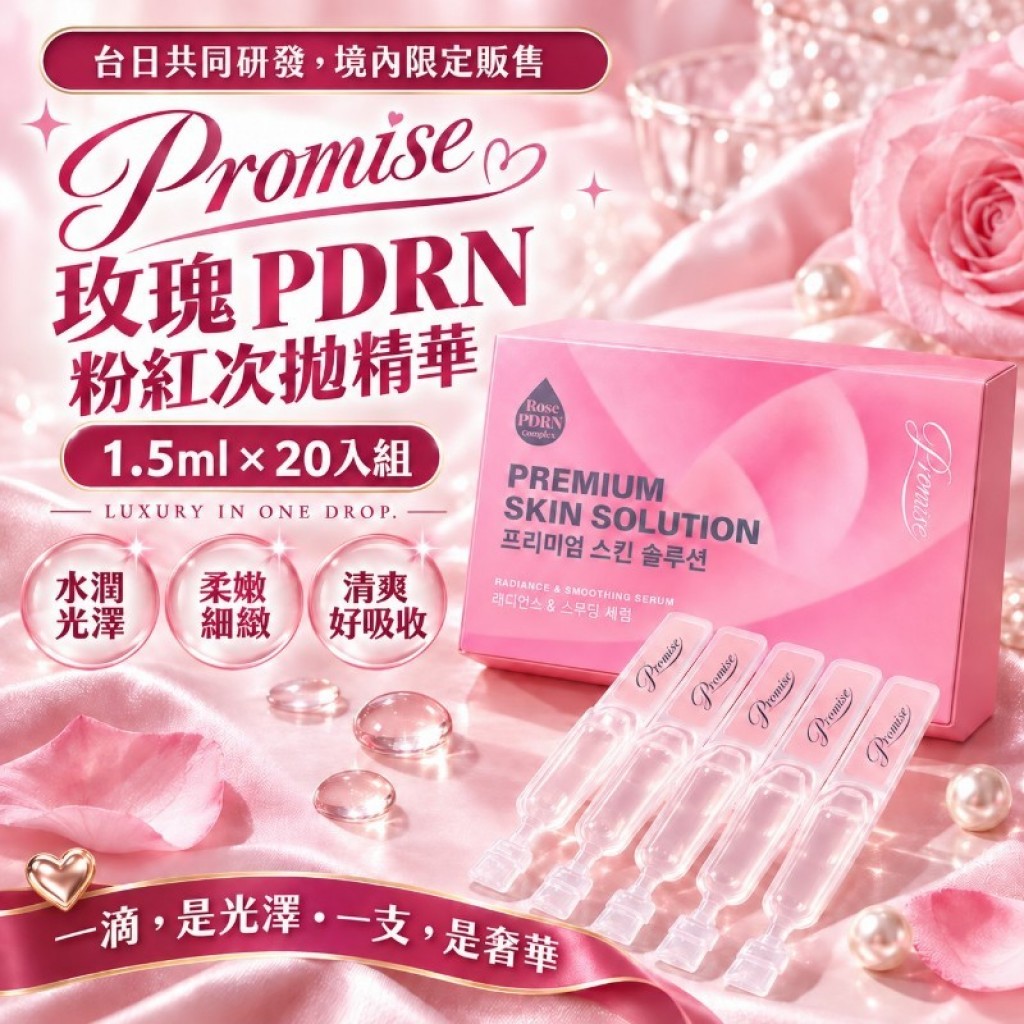 台日共同研發，境內限定販售
Promise
玫瑰 PDRN
粉紅次拋精華
1.5ml × 20入組
LUXURY IN ONE DROP.
水潤
光澤
柔嫩
細緻
清爽
好吸收
Rose
PDRN
Complex
Promise
PREMIUM
SKIN SOLUTION
프리미엄 스킨 솔루션
RADIANCE & SMOOTHING SERUM
래디언스 & 스무딩 세럼
Promise
Promise
Promise
Promise
Promise
一滴，是光澤・一支，是奢華